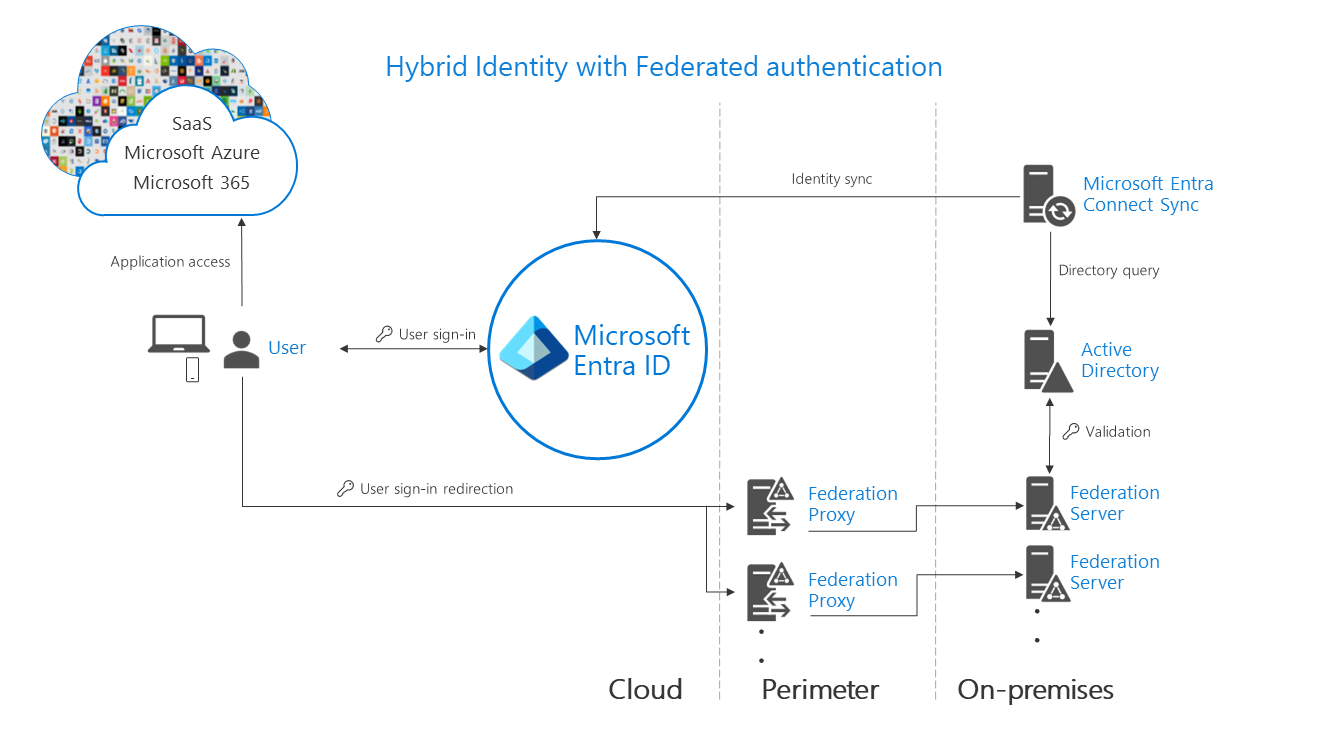 Hybrid Identity with Federated authentication
SaaS
Microsoft Azure
Microsoft 365
Identity sync
Microsoft Entra
Connect Sync
Application access
Directory query
User sign-in
User
Microsoft
Entra ID
Active
Directory
Validation
User sign-in redirection
Federation
Proxy
Federation
Server
Federation
Proxy
Federation
Server
Cloud
Perimeter
On-premises